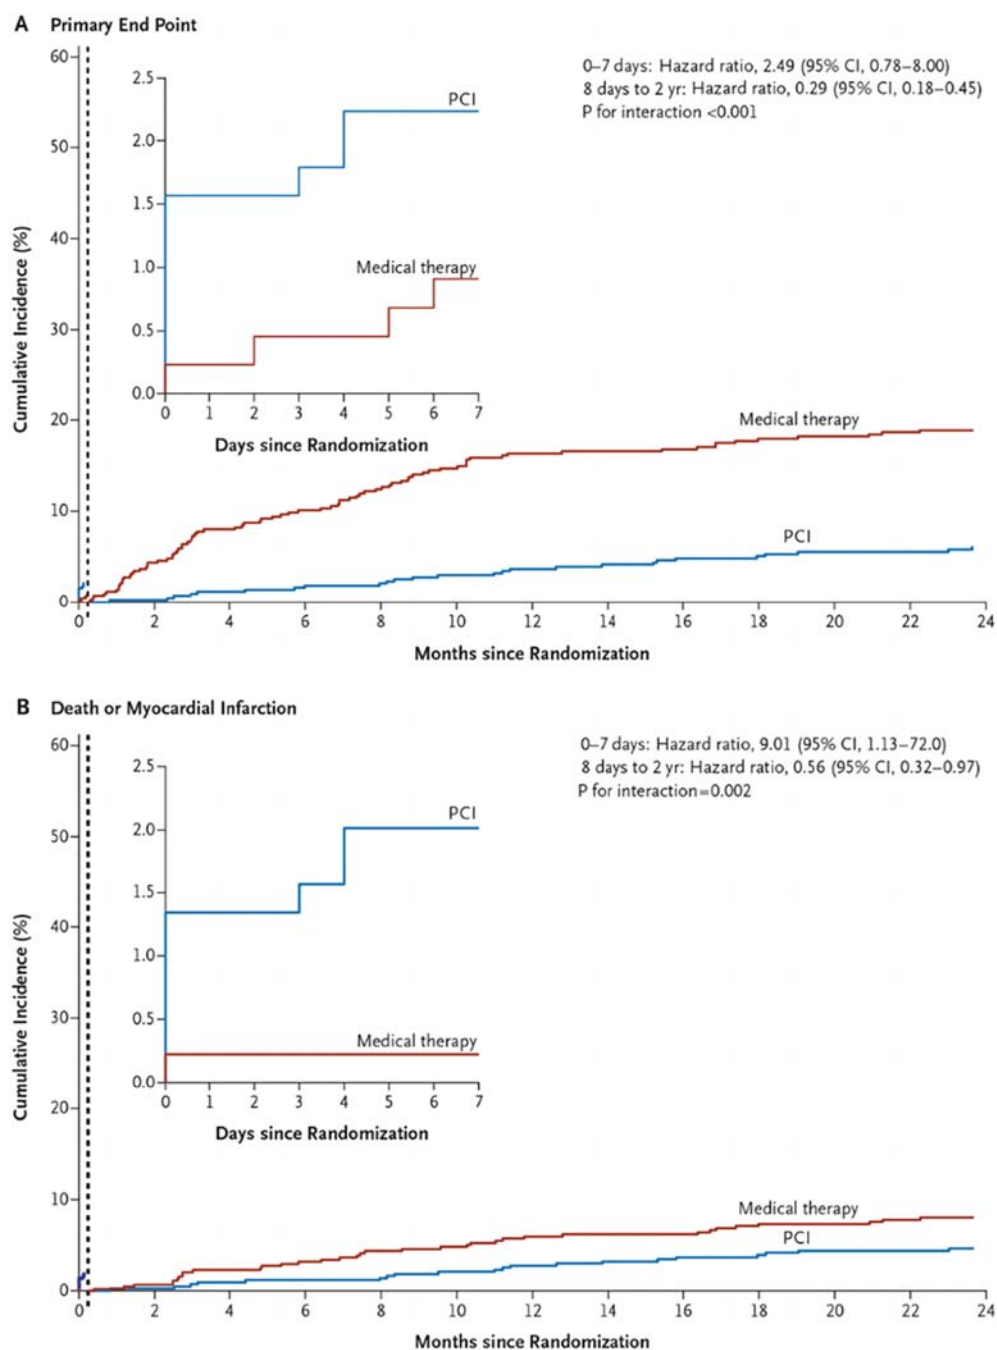 A Primary End Point
0–7 days: Hazard ratio, 2.49 (95% CI, 0.78–8.00)
8 days to 2 yr: Hazard ratio, 0.29 (95% CI, 0.18–0.45)
P for interaction <0.001
Cumulative Incidence (%)
60
50
40
30
20
10
0
2.5
2.0
1.5
1.0
0.5
0.0
PCI
Medical therapy
0 1 2 3 4 5 6 7
Days since Randomization
Medical therapy
PCI
0 2 4 6 8 10 12 14 16 18 20 22 24
Months since Randomization
B Death or Myocardial Infarction
0–7 days: Hazard ratio, 9.01 (95% CI, 1.13–72.0)
8 days to 2 yr: Hazard ratio, 0.56 (95% CI, 0.32–0.97)
P for interaction=0.002
Cumulative Incidence (%)
60
50
40
30
20
10
0
2.5
2.0
1.5
1.0
0.5
0.0
PCI
Medical therapy
0 1 2 3 4 5 6 7
Days since Randomization
Medical therapy
PCI
0 2 4 6 8 10 12 14 16 18 20 22 24
Months since Randomization